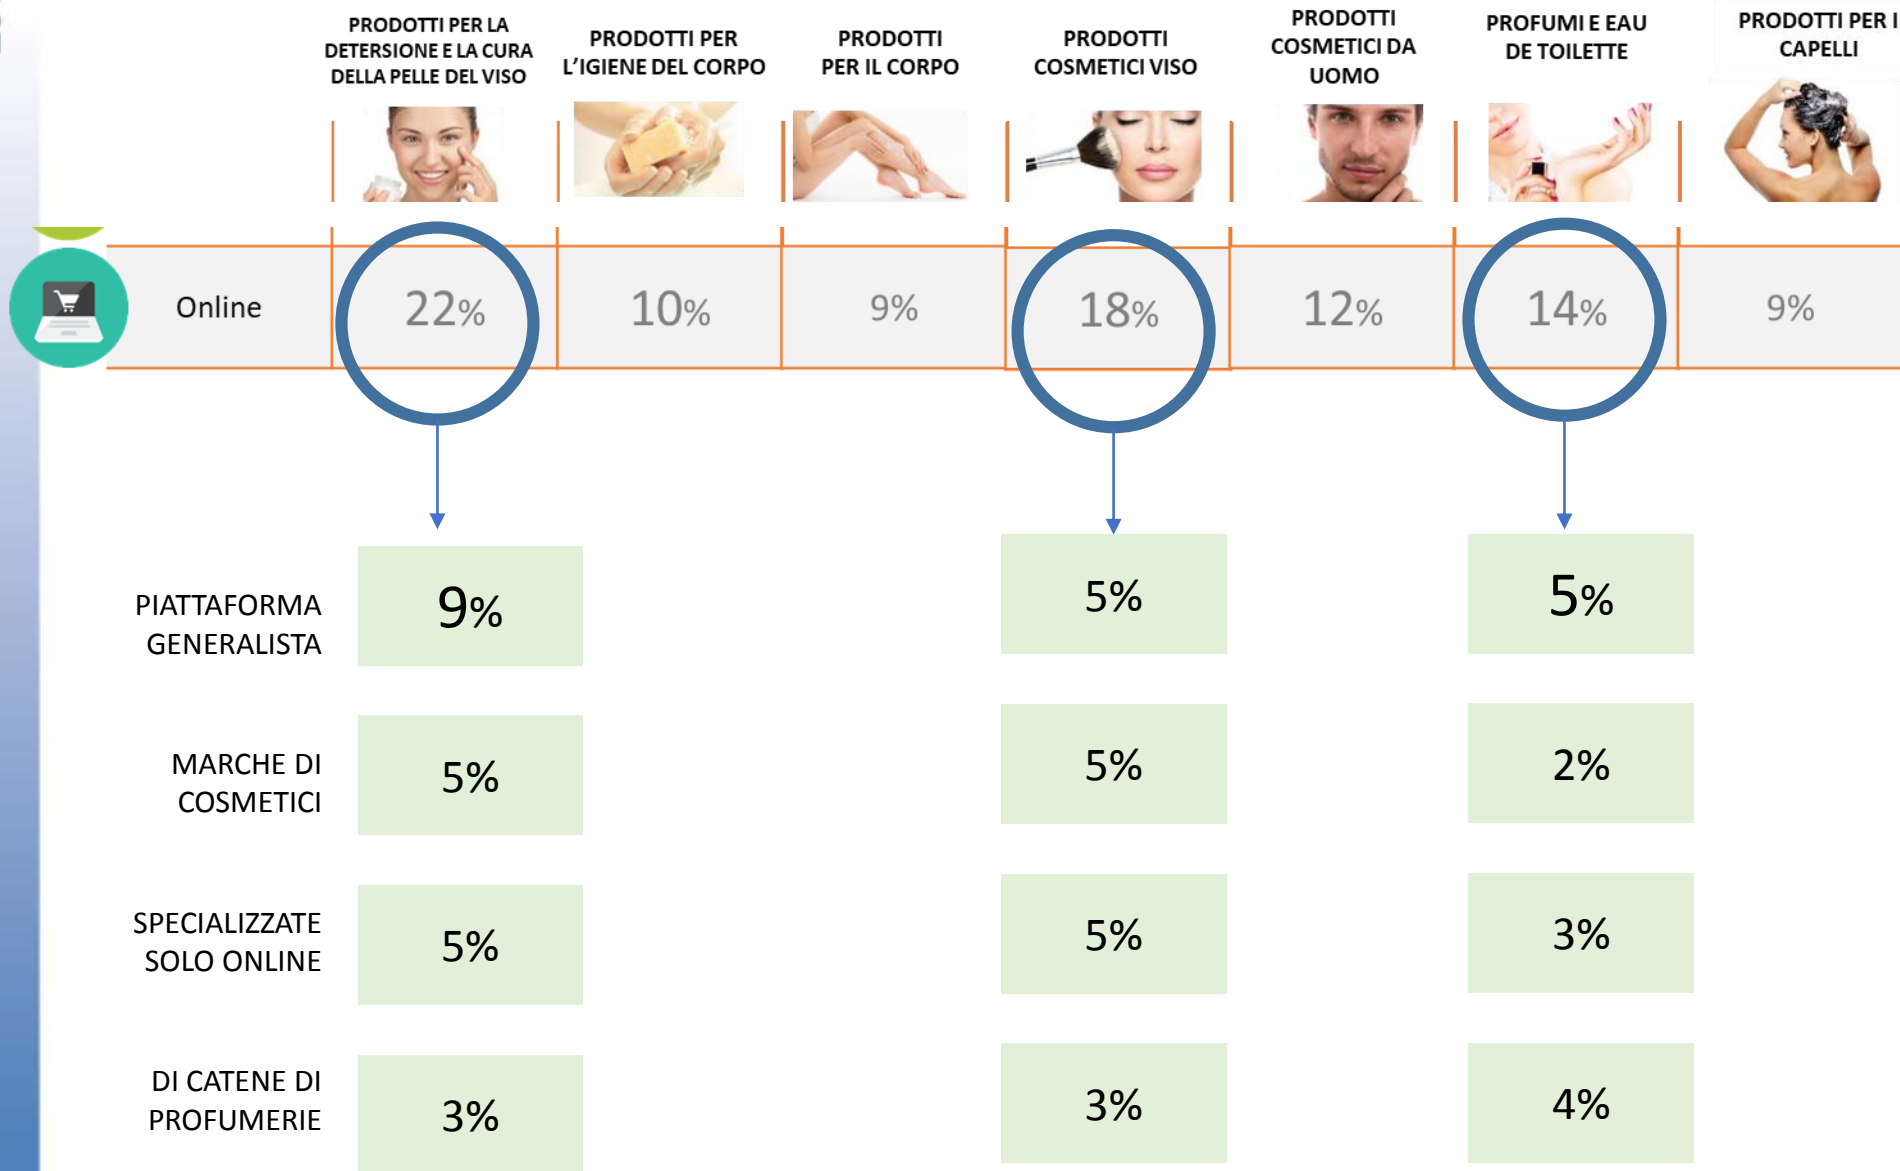 PRODOTTI PER LA
DETERSIONE E LA CURA
DELLA PELLE DEL VISO
PRODOTTI PER
L'IGIENE DEL CORPO
PRODOTTI
PER IL CORPO
PRODOTTI
COSMETICI VISO
PRODOTTI
COSMETICI DA
UOMO
PROFUMI E EAU
DE TOILETTE
PRODOTTI PER I
CAPELLI
Online
22%
10%
9%
18%
12%
14%
9%
PIATTAFORMA
GENERALISTA
9%
5%
5%
MARCHE DI
COSMETICI
5%
5%
2%
SPECIALIZZATE
SOLO ONLINE
5%
5%
3%
DI CATENE DI
PROFUMERIE
3%
3%
4%